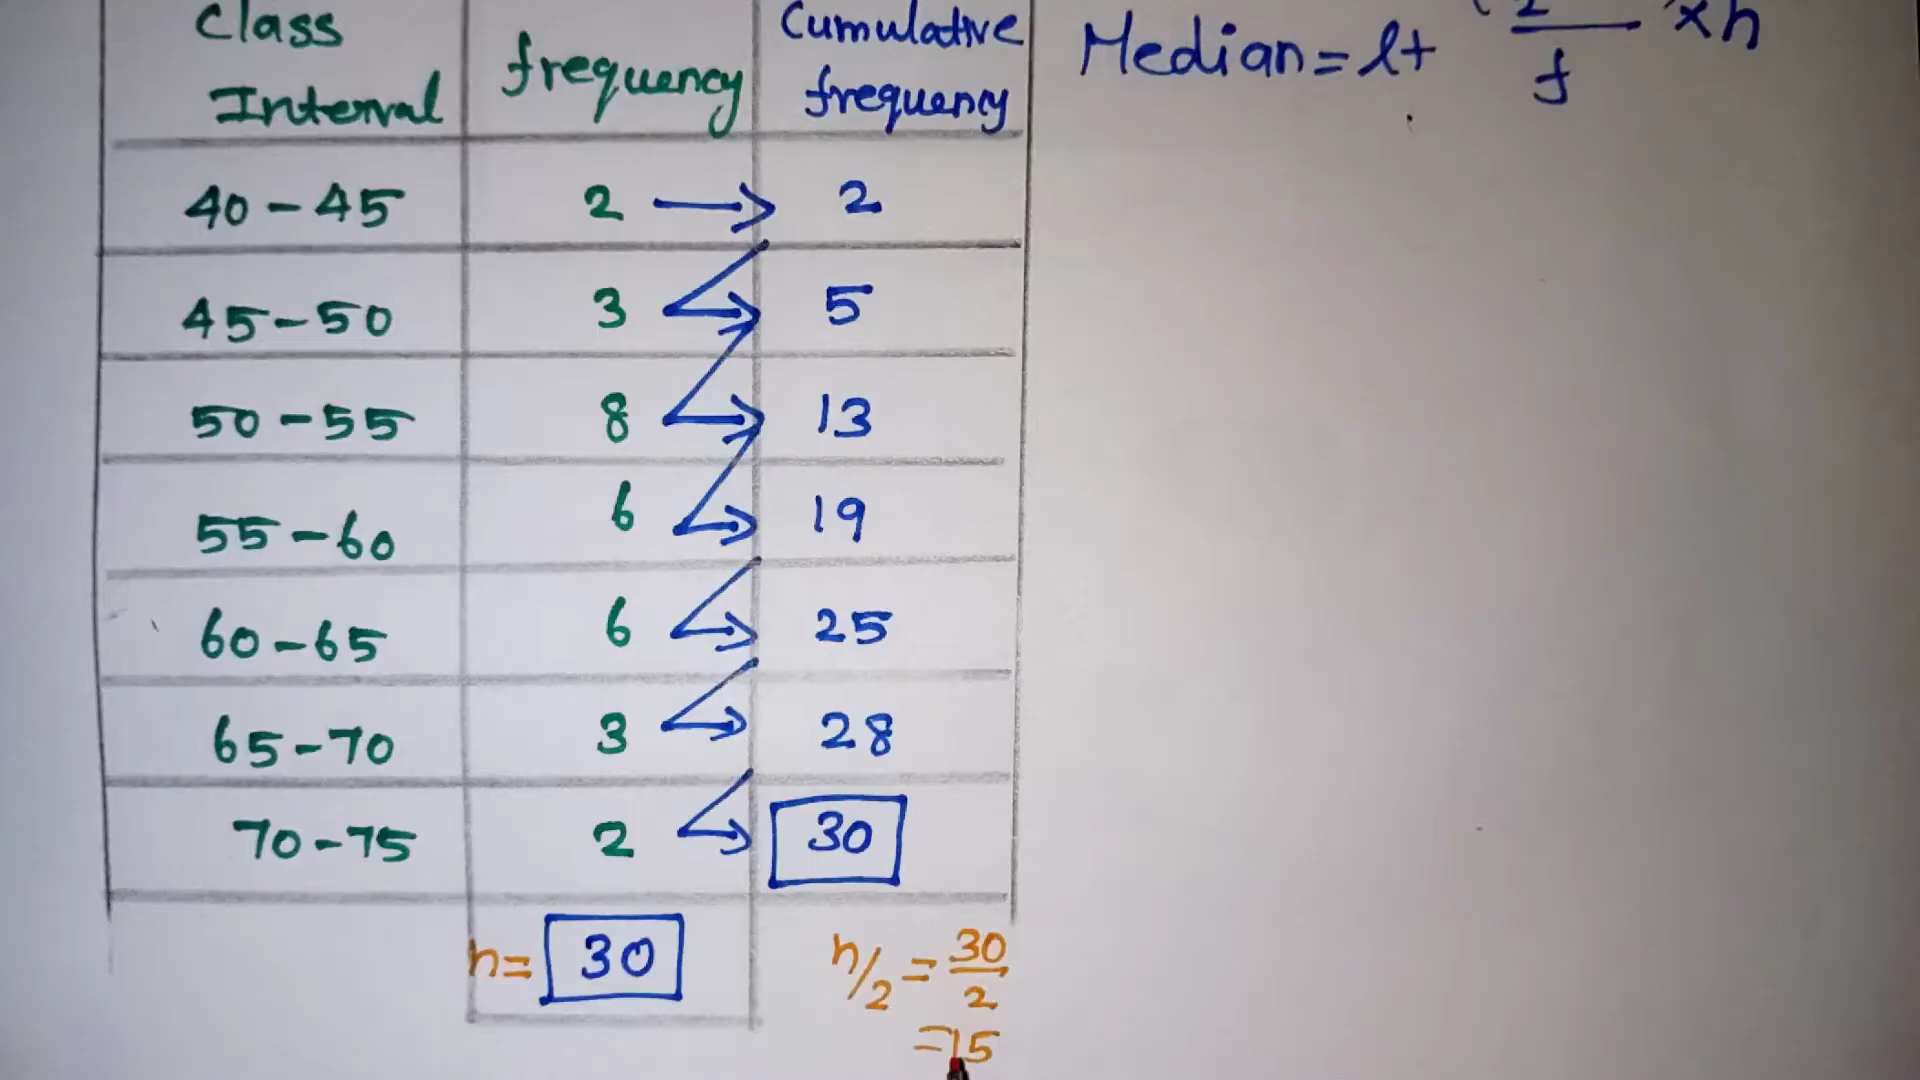 Class Interval frequency Cumulative frequency
40-45 2 2
45-50 3 5
50-55 8 13
55-60 6 19
60-65 6 25
65-70 3 28
70-75 2 30
n= 30 n/2 = 30/2
=15
Median = l+ 2/f ×h